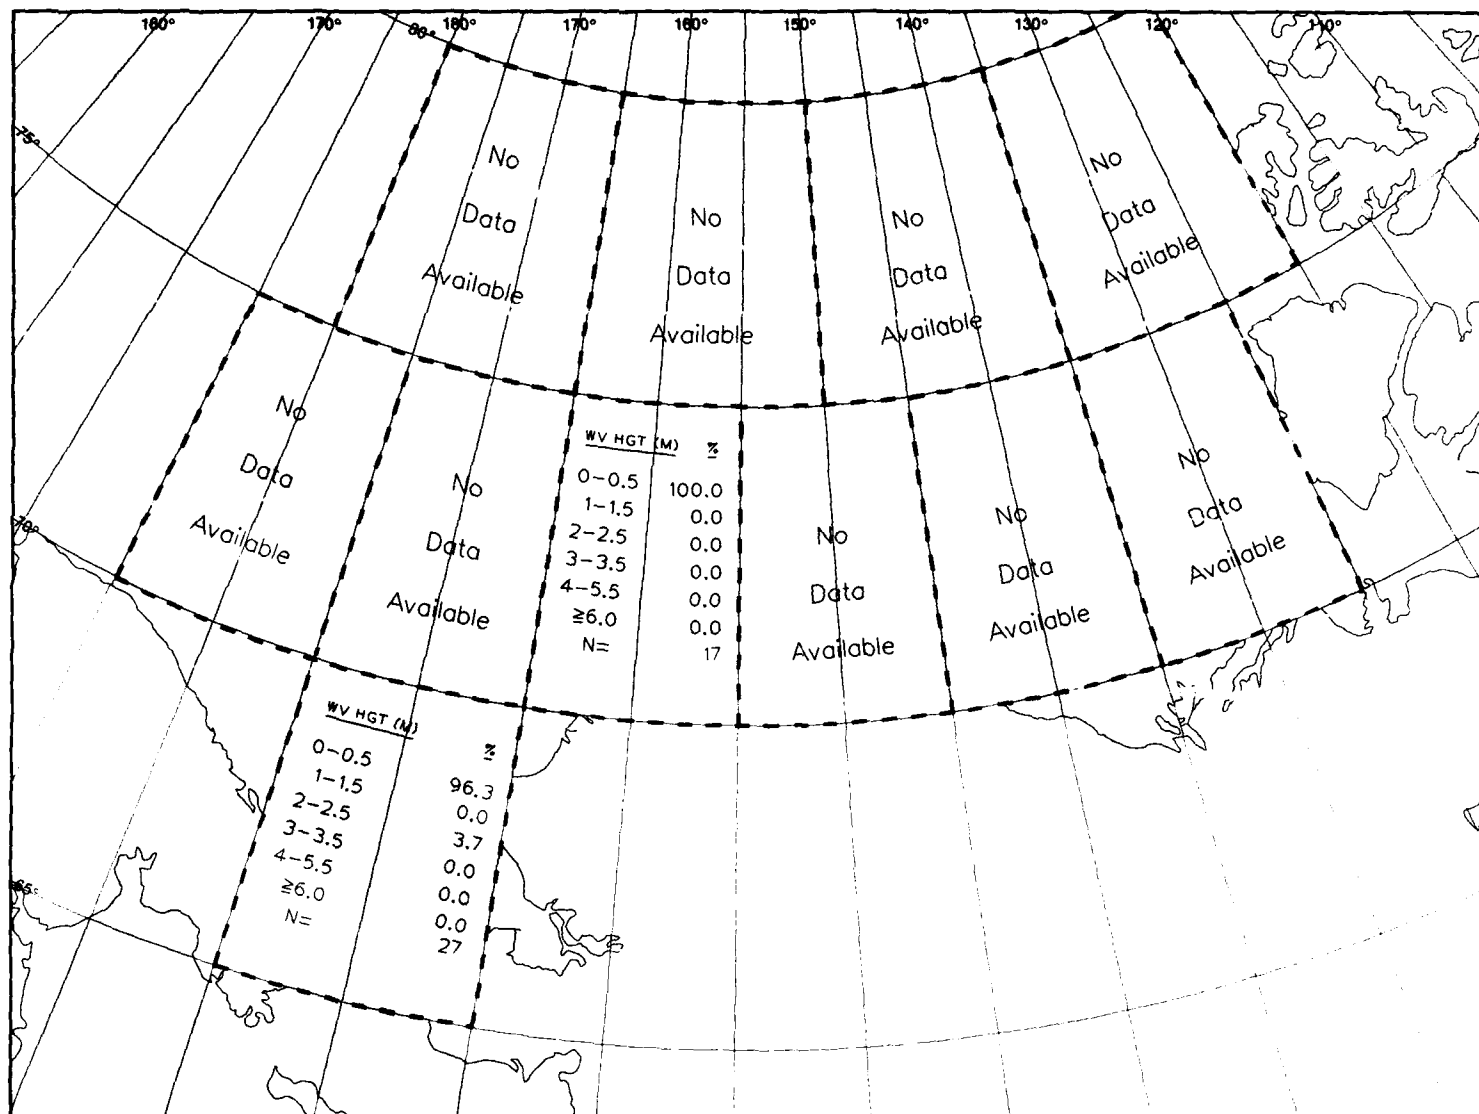 160° 170° 180° 170° 160° 150° 140° 130° 120° 110°
80°
75°
70°
65°
No
Data
Available
No
Data
Available
No
Data
Available
No
Data
Available
No
Data
Available
No
Data
Available
WV HGT (M) %
0-0.5 100.0
1-1.5 0.0
2-2.5 0.0
3-3.5 0.0
4-5.5 0.0
≥6.0 0.0
N= 17
No
Data
Available
No
Data
Available
No
Data
Available
WV HGT (M) %
0-0.5 96.3
1-1.5 0.0
2-2.5 3.7
3-3.5 0.0
4-5.5 0.0
≥6.0 0.0
N= 27